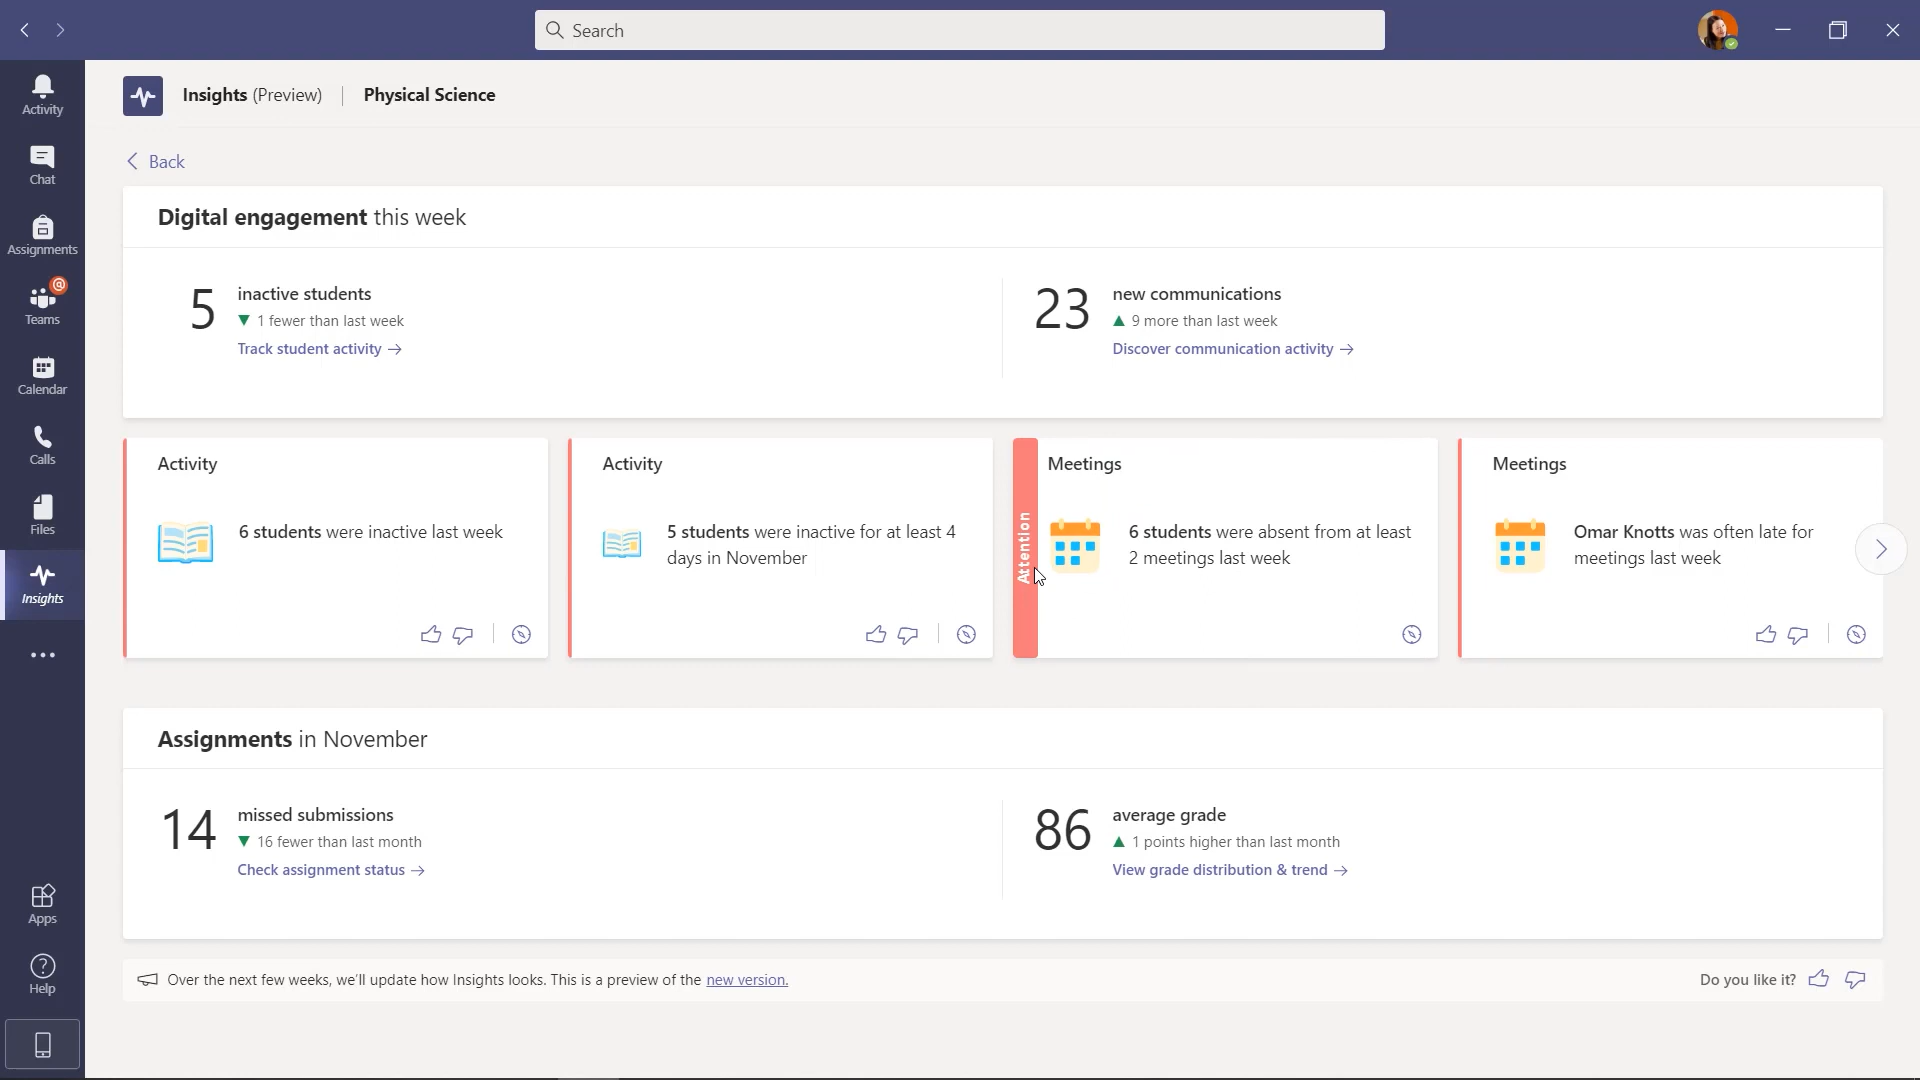 Search
Activity
Chat
Assignments
@
Teams
Calendar
Calls
Files
Insights
Apps
Help
Insights (Preview) | Physical Science
Back
Digital engagement this week
5
inactive students
1 fewer than last week
Track student activity →
23
new communications
9 more than last week
Discover communication activity →
Activity
6 students were inactive last week
Activity
5 students were inactive for at least 4
days in November
Attention
Meetings
6 students were absent from at least
2 meetings last week
Meetings
Omar Knotts was often late for
meetings last week
Assignments in November
14
missed submissions
16 fewer than last month
Check assignment status →
86
average grade
1 points higher than last month
View grade distribution & trend →
Over the next few weeks, we'll update how Insights looks. This is a preview of the new version.
Do you like it?